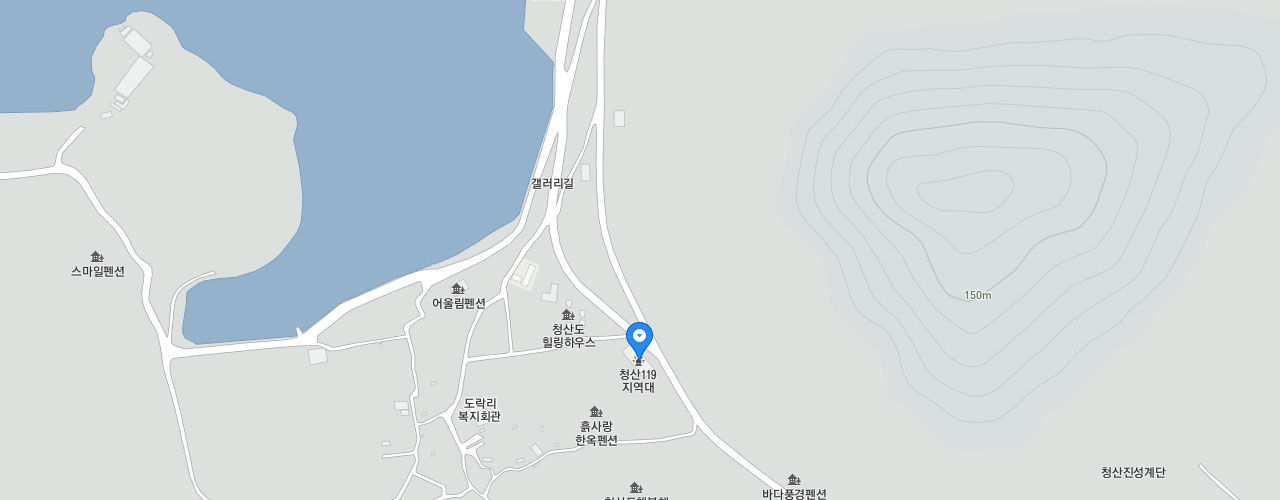 갤러리길
스마일펜션
어울림펜션
150m
청산도
힐링하우스
청산119
지역대
도락리
복지회관
흙사랑
한옥펜션
청산진성계단
바다풍경펜션